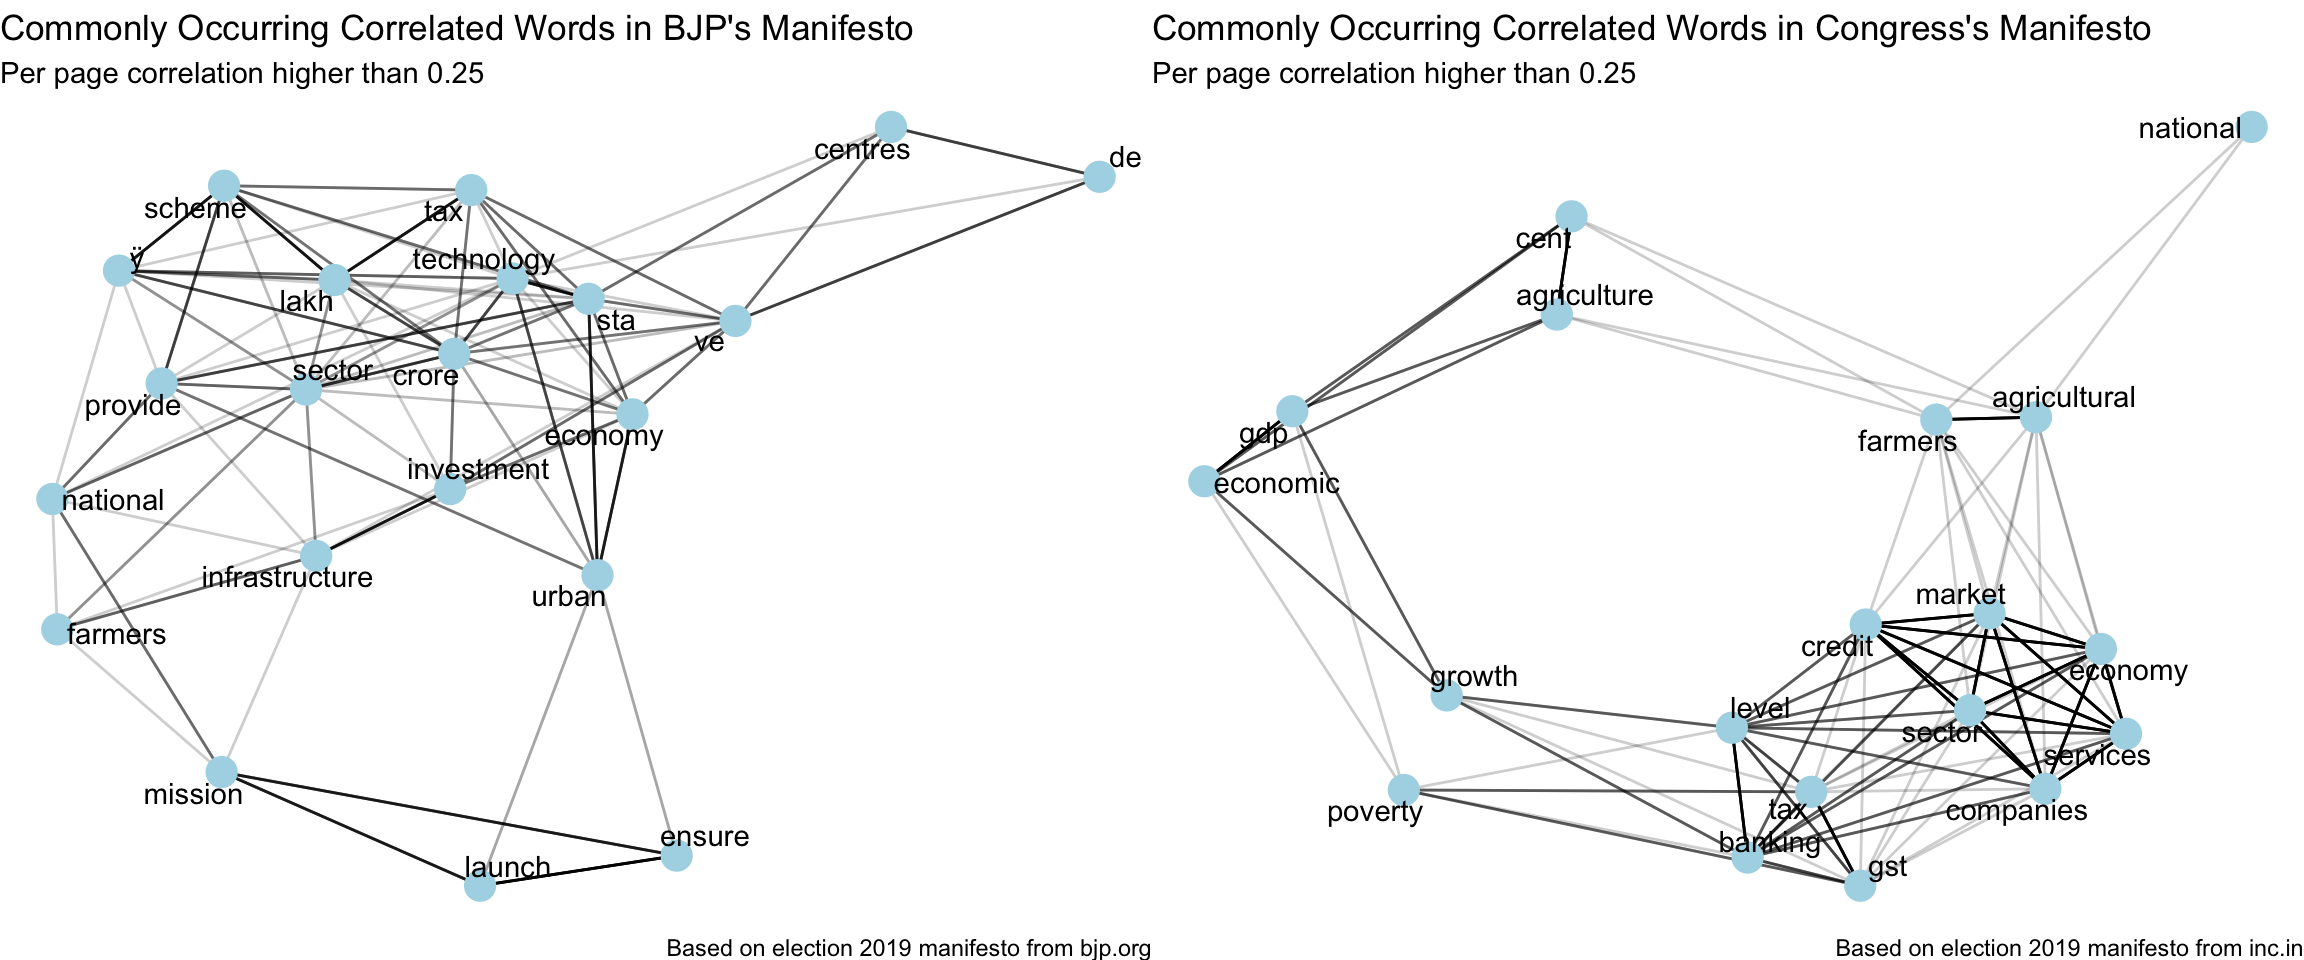 Commonly Occurring Correlated Words in BJP's Manifesto
Per page correlation higher than 0.25
centres
de
scheme
tax
ÿ
technology
lakh
sta
ve
sector
crore
provide
economy
investment
national
infrastructure
urban
farmers
mission
ensure
launch
Based on election 2019 manifesto from bjp.org
Commonly Occurring Correlated Words in Congress's Manifesto
Per page correlation higher than 0.25
national
cent
agriculture
agricultural
farmers
gdp
economic
market
credit
economy
growth
level
sector
services
poverty
tax
companies
banking
gst
Based on election 2019 manifesto from inc.in